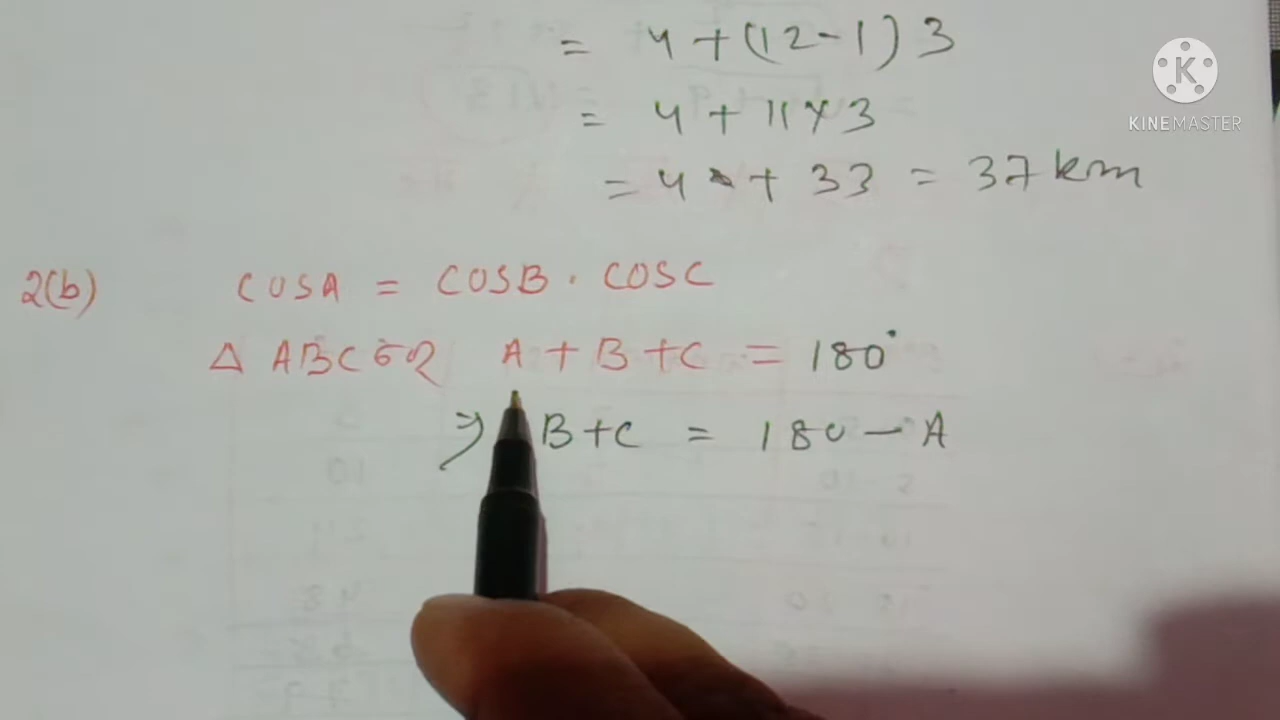 = 4 + (12 - 1) 3
= 4 + 11 × 3
= 4 + 33 = 37 km
2(b) COSA = COSB · COSC
Δ ABC এর A + B + C = 180°
⇒ B + C = 180 - A
K
KINEMASTER